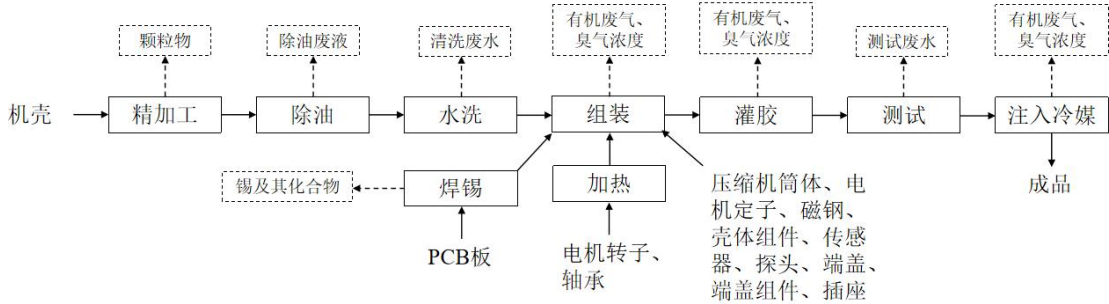 颗粒物
除油废液
清洗废水
有机废气、
臭气浓度
有机废气、
臭气浓度
测试废水
有机废气、
臭气浓度
机壳
精加工
除油
水洗
组装
灌胶
测试
注入冷媒
锡及其化合物
焊锡
加热
压缩机筒体、电
机定子、磁钢、
壳体组件、传感
器、探头、端盖、
端盖组件、插座
成品
PCB板
电机转子、
轴承